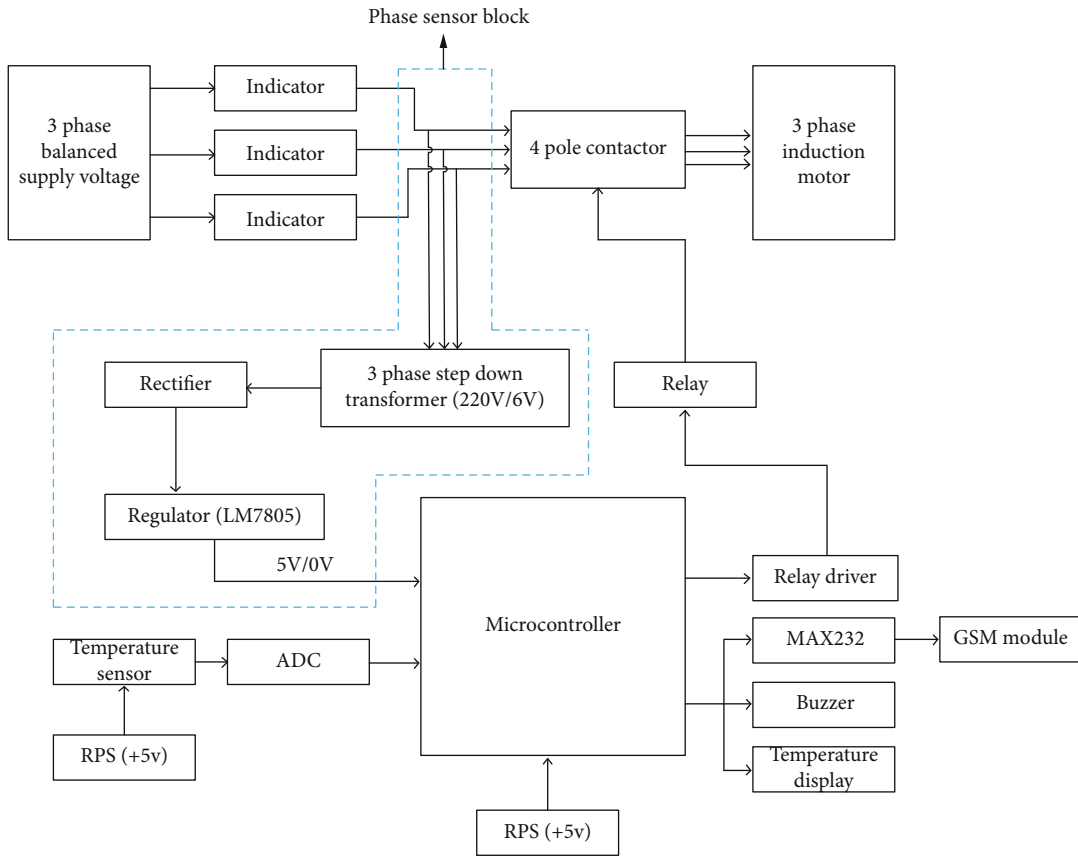 Phase sensor block
3 phase
balanced
supply voltage
Indicator
Indicator
Indicator
4 pole contactor
3 phase
induction
motor
Rectifier
3 phase step down
transformer (220V/6V)
Relay
Regulator (LM7805)
5V/0V
Microcontroller
Relay driver
Temperature
sensor
ADC
MAX232
GSM module
Buzzer
RPS (+5v)
Temperature
display
RPS (+5v)